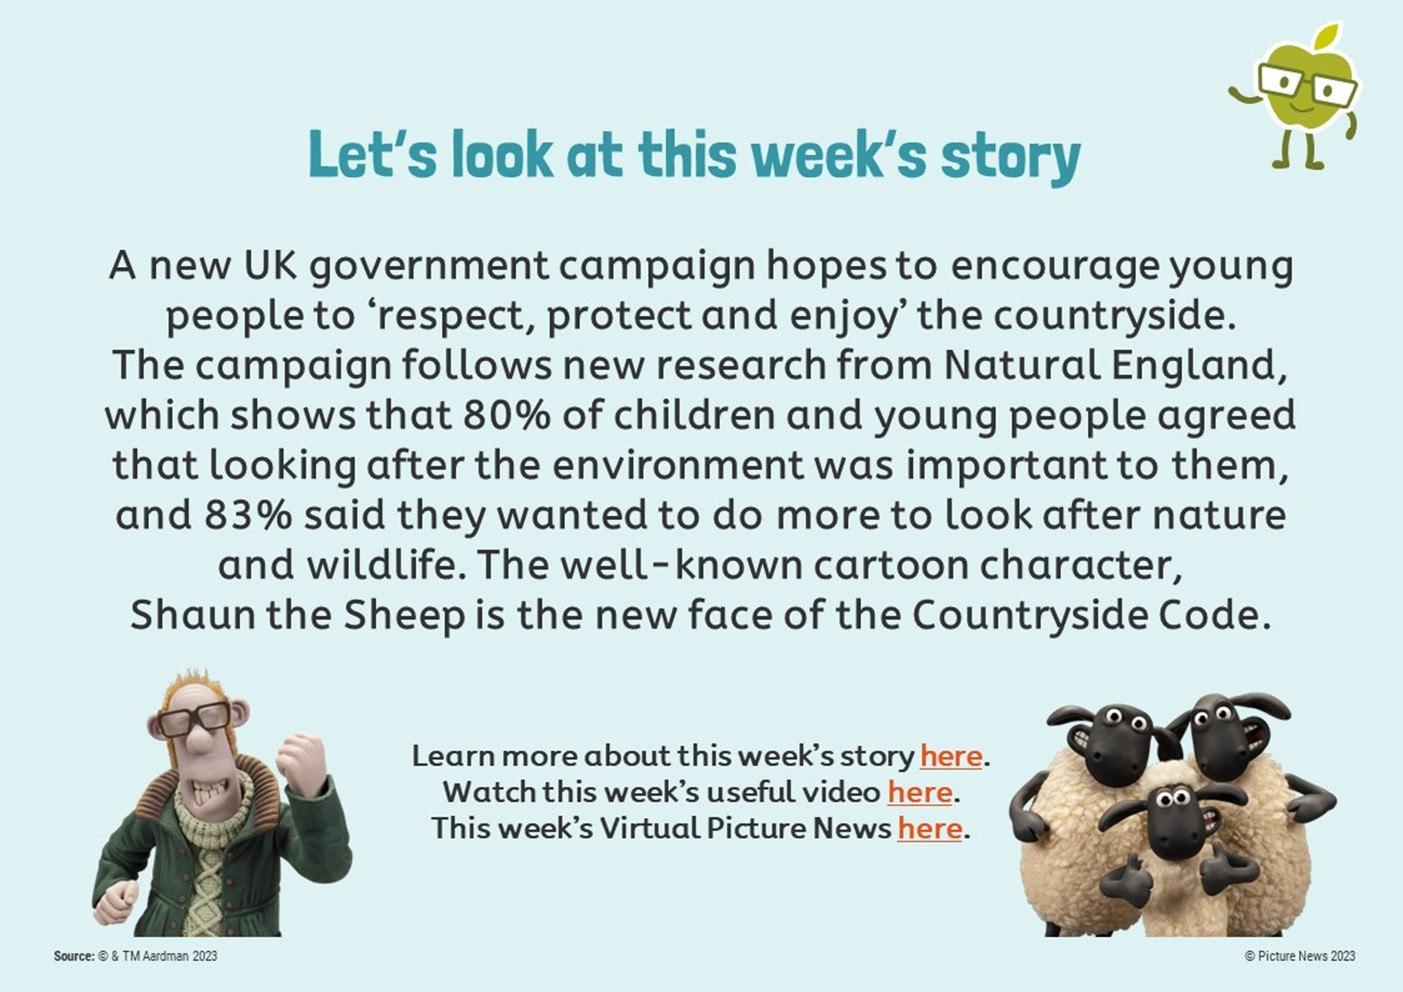 Let's look at this week's story
A new UK government campaign hopes to encourage young
people to ‘respect, protect and enjoy’ the countryside.
The campaign follows new research from Natural England,
which shows that 80% of children and young people agreed
that looking after the environment was important to them,
and 83% said they wanted to do more to look after nature
and wildlife. The well-known cartoon character,
Shaun the Sheep is the new face of the Countryside Code.
Learn more about this week’s story here.
Watch this week’s useful video here.
This week’s Virtual Picture News here.
Source: © & TM Aardman 2023
© Picture News 2023